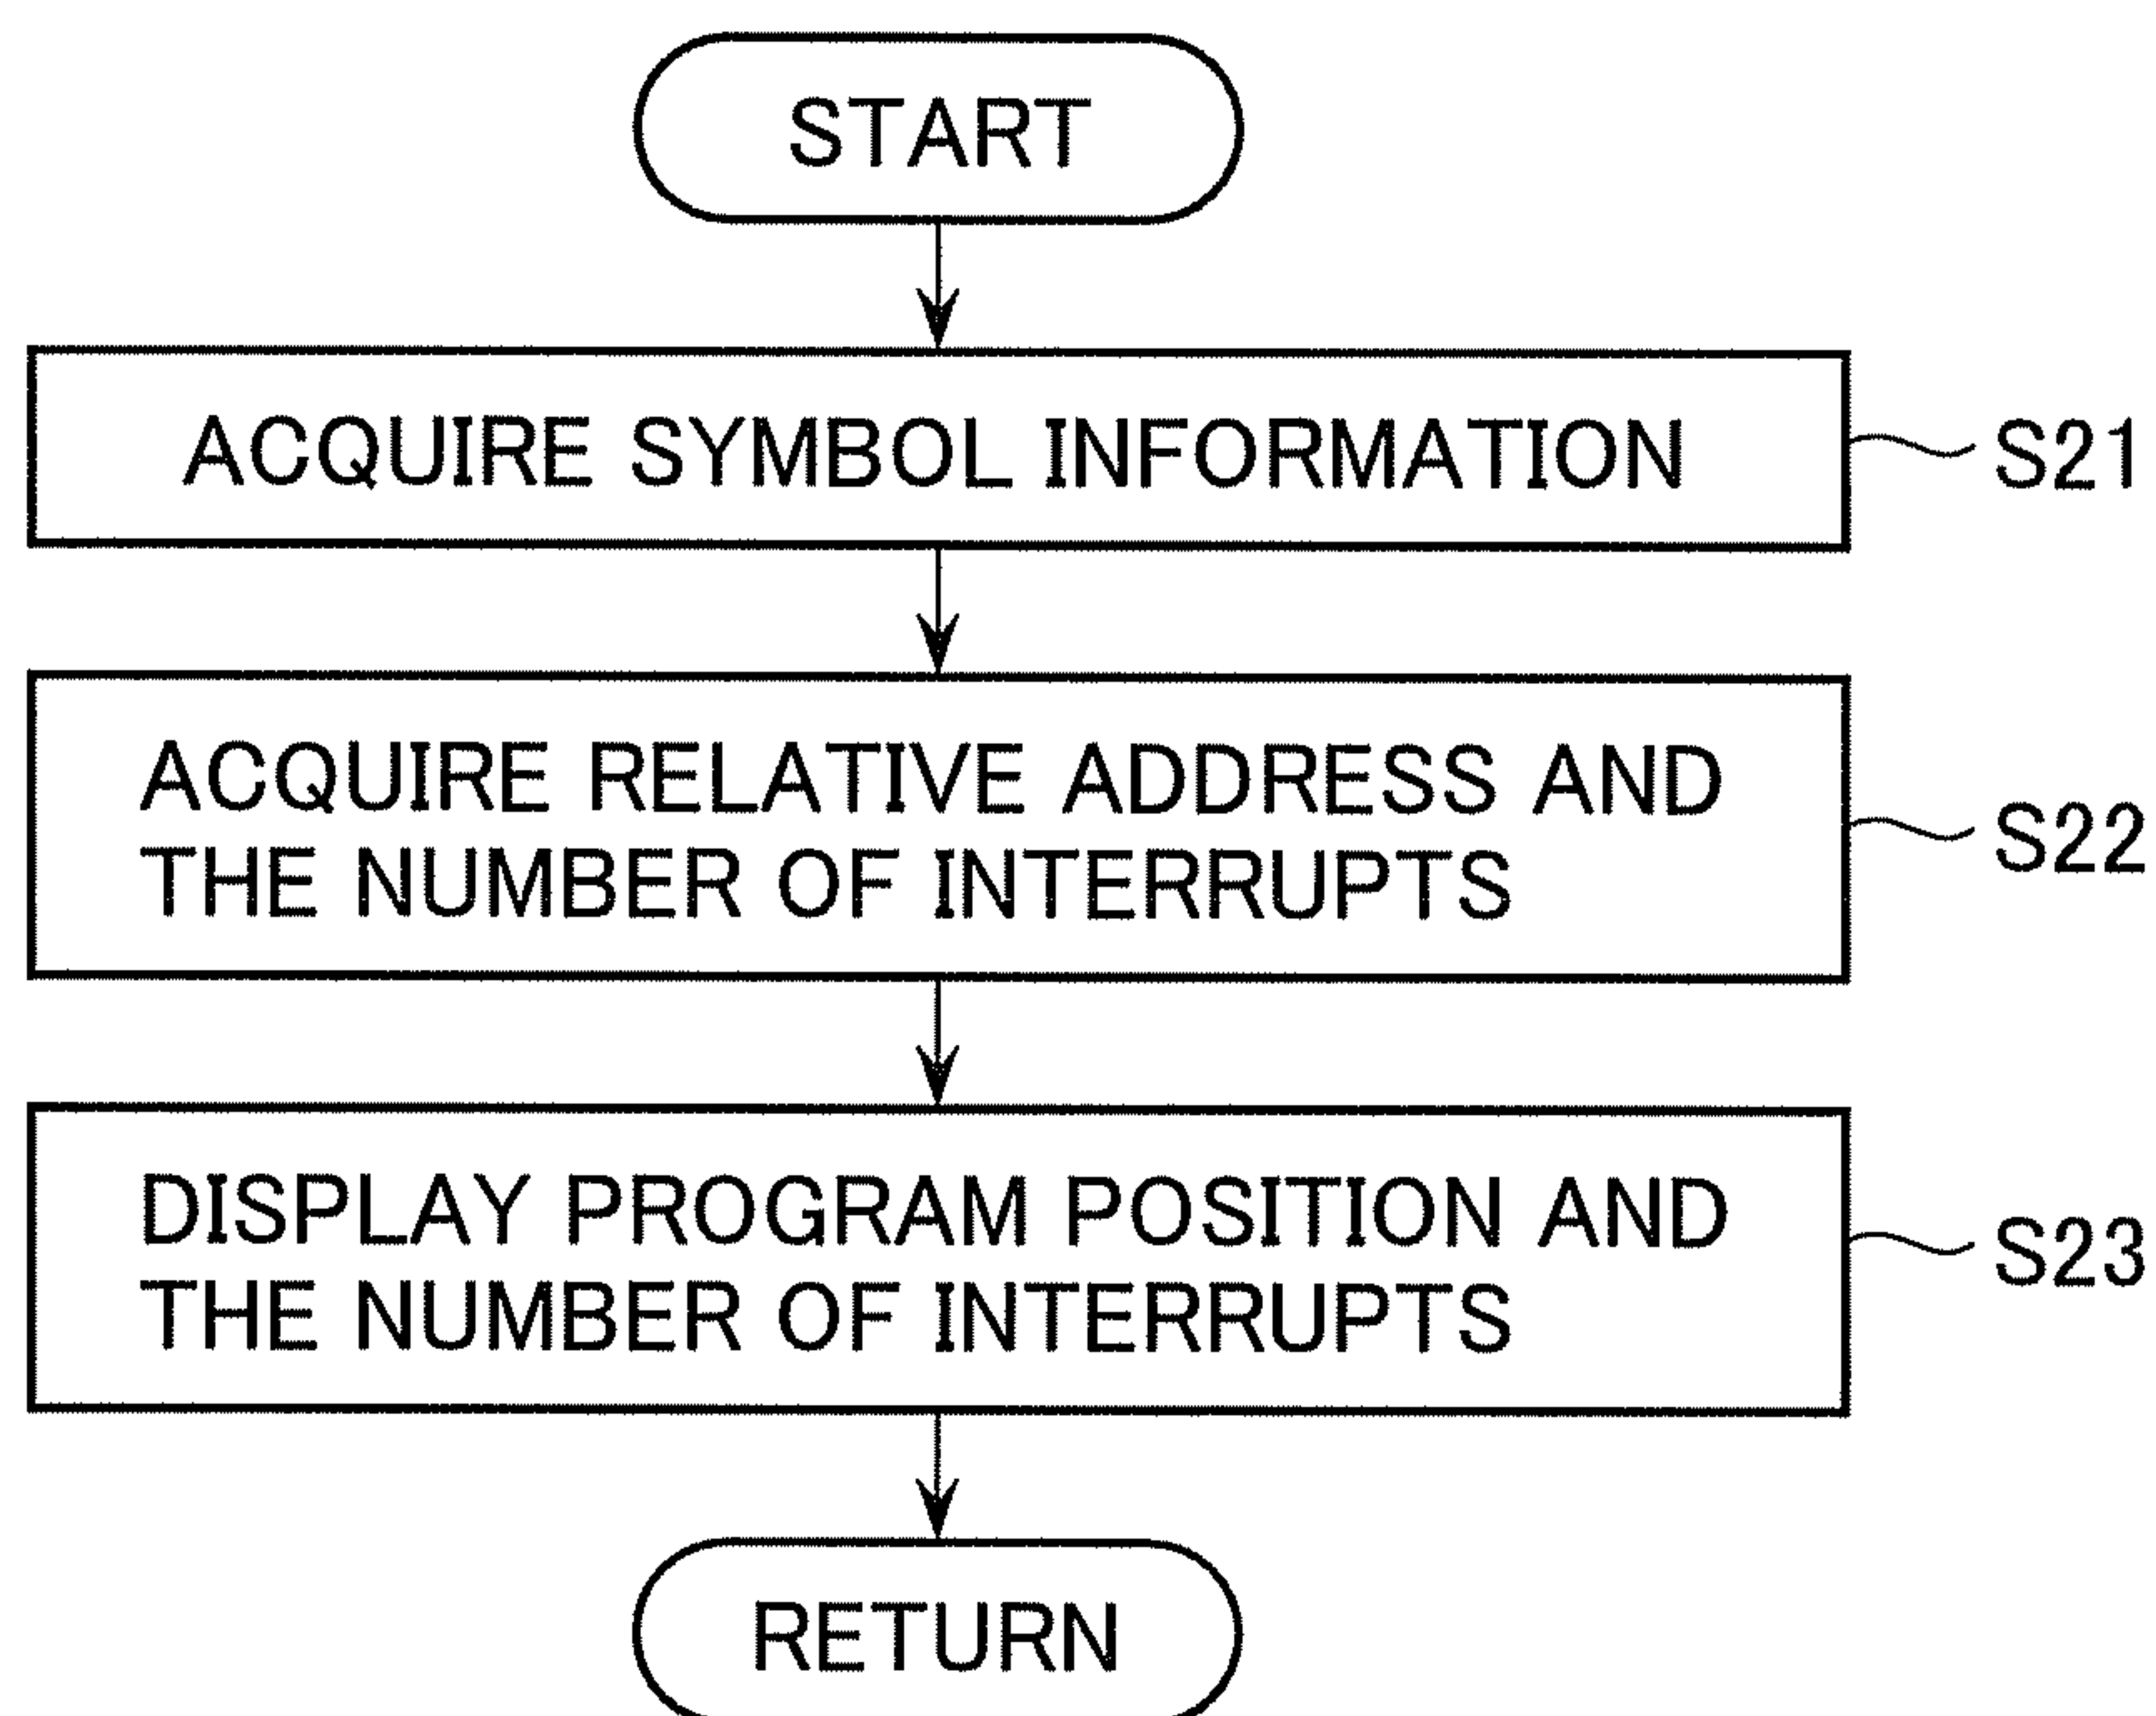 START
ACQUIRE SYMBOL INFORMATION
S21
ACQUIRE RELATIVE ADDRESS AND
THE NUMBER OF INTERRUPTS
S22
DISPLAY PROGRAM POSITION AND
THE NUMBER OF INTERRUPTS
S23
RETURN